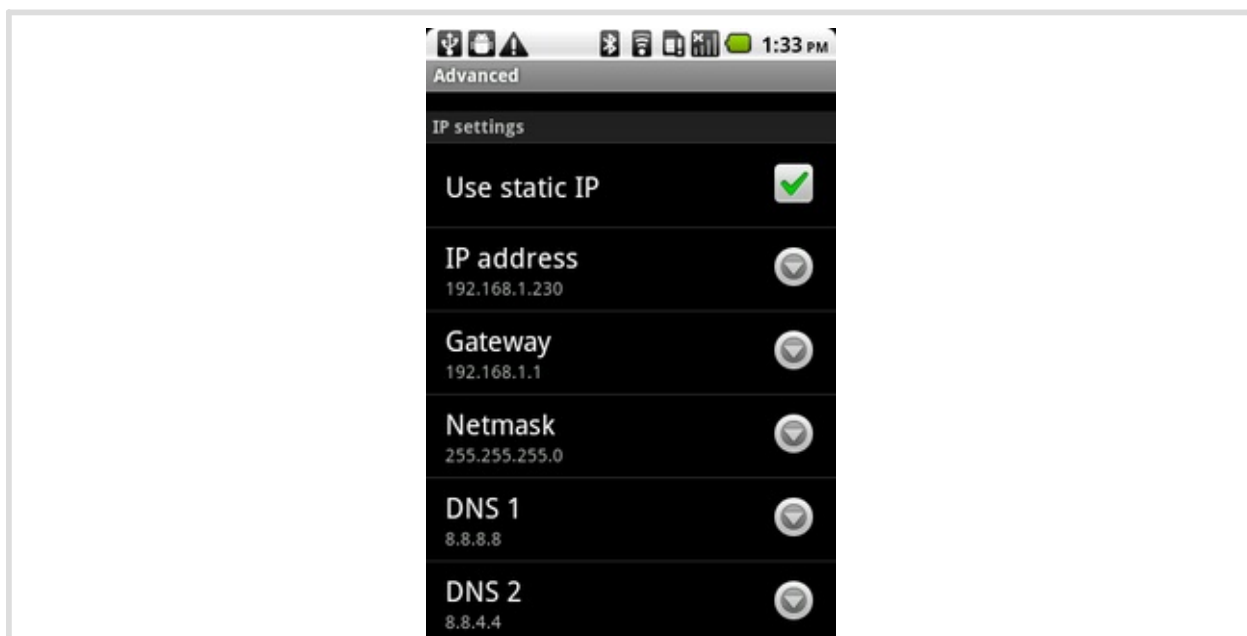 1:33 PM
Advanced
IP settings
Use static IP
IP address
192.168.1.230
Gateway
192.168.1.1
Netmask
255.255.255.0
DNS 1
8.8.8.8
DNS 2
8.8.4.4